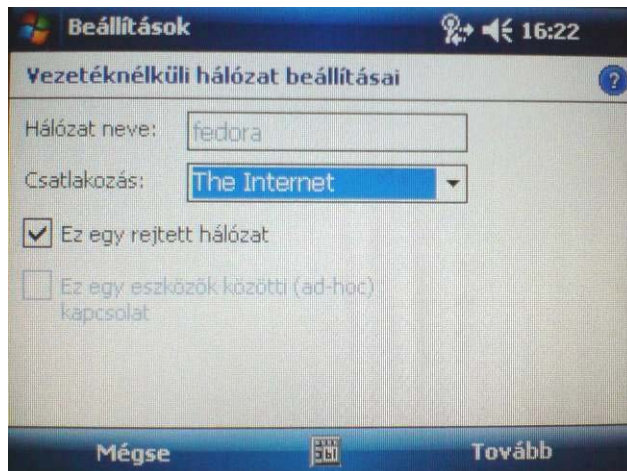 Beállítások 16:22
Vezetéknélküli hálózat beállításai ?
Hálózat neve: fedora
Csatlakozás: The Internet
Ez egy rejtett hálózat
Ez egy eszközök közötti (ad-hoc)
kapcsolat
Mégse Tovább